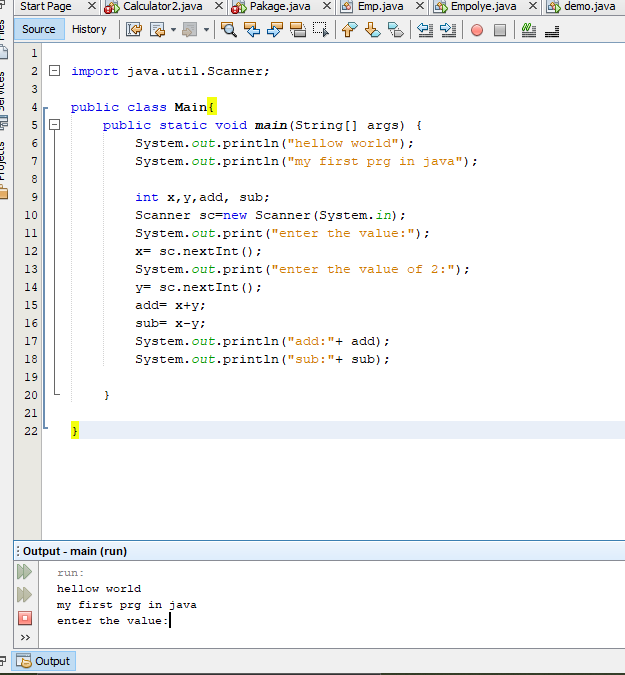 Start Page Calculator2.java Pakage.java Emp.java Empolye.java demo.java
Source History
Files
Services
Projects
1
2 import java.util.Scanner;
3
4 public class Main{
5 public static void main(String[] args) {
6 System.out.println("hellow world");
7 System.out.println("my first prg in java");
8
9 int x,y,add, sub;
10 Scanner sc=new Scanner(System.in);
11 System.out.print("enter the value:");
12 x= sc.nextInt();
13 System.out.print("enter the value of 2:");
14 y= sc.nextInt();
15 add= x+y;
16 sub= x-y;
17 System.out.println("add:"+ add);
18 System.out.println("sub:"+ sub);
19
20 }
21
22 }
Output - main (run)
run:
hellow world
my first prg in java
enter the value:
Output